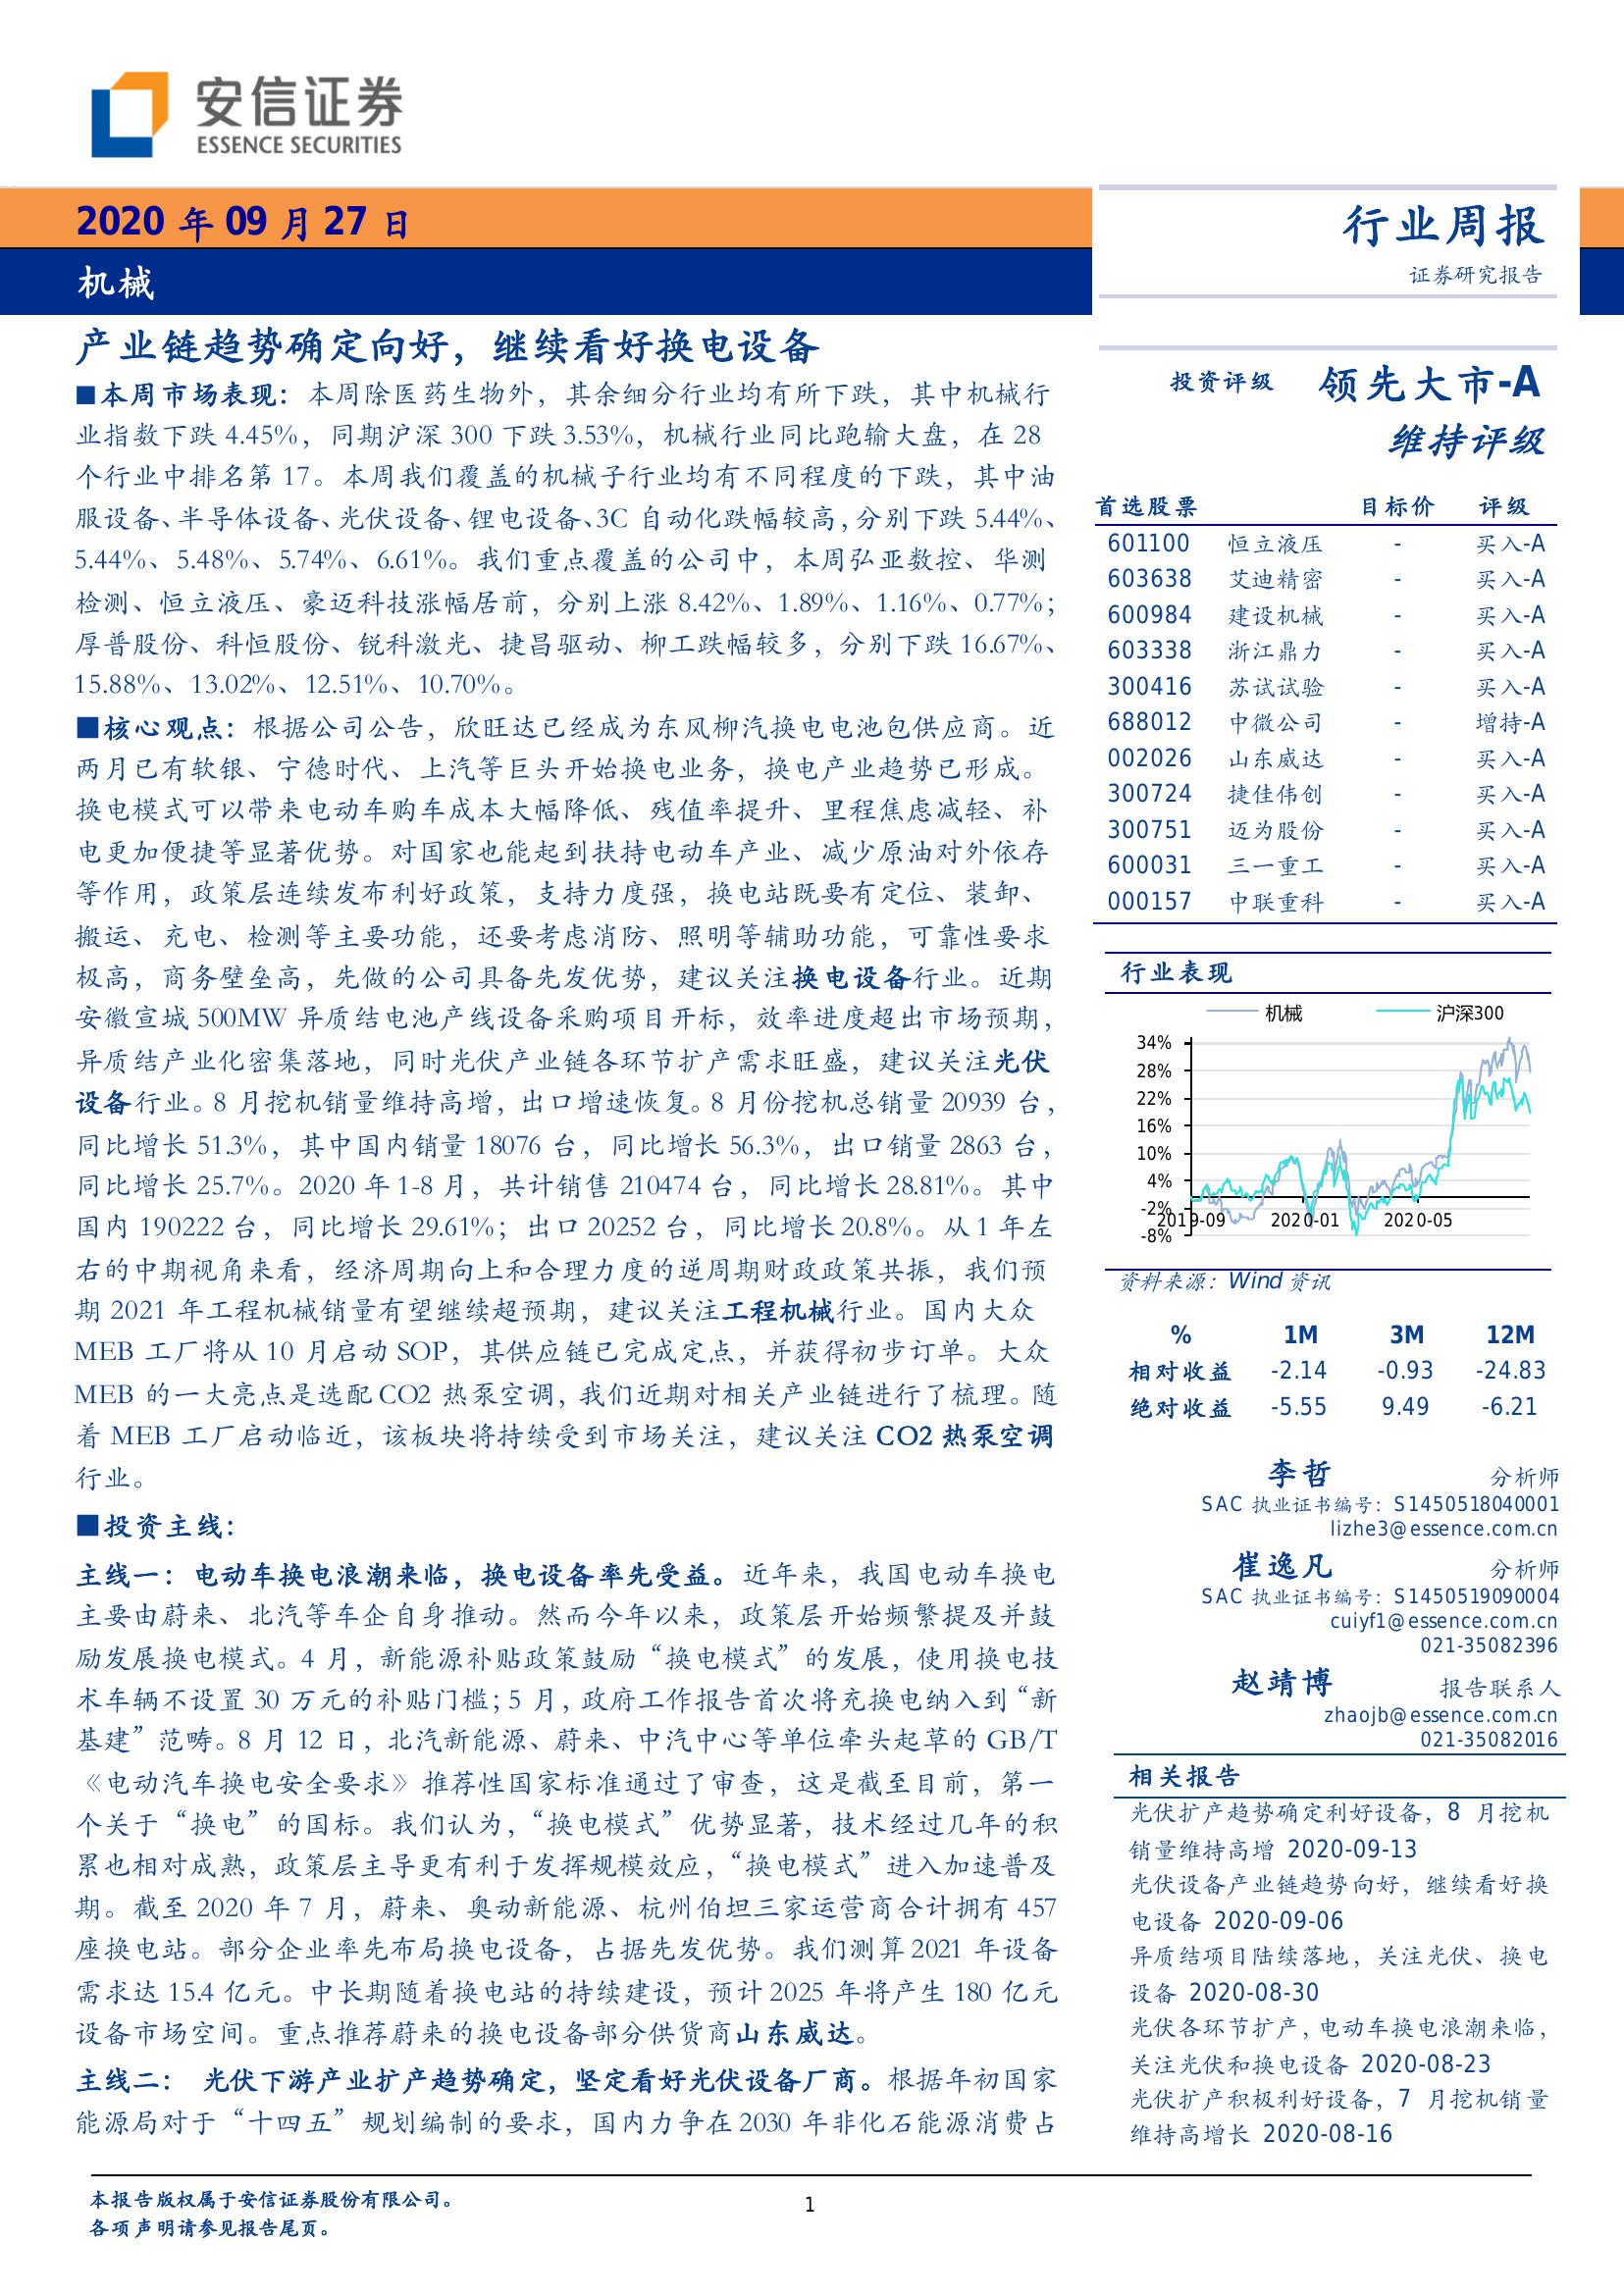 安信证券
ESSENCE SECURITIES
2020 年 09 月 27 日
机械
行业周报
证券研究报告
产业链趋势确定向好，继续看好换电设备
■本周市场表现：本周除医药生物外，其余细分行业均有所下跌，其中机械行
业指数下跌 4.45%，同期沪深 300 下跌 3.53%，机械行业同比跑输大盘，在 28
个行业中排名第 17。本周我们覆盖的机械子行业均有不同程度的下跌，其中油
服设备、半导体设备、光伏设备、锂电设备、3C 自动化跌幅较高，分别下跌 5.44%、
5.44%、5.48%、5.74%、6.61%。我们重点覆盖的公司中，本周弘亚数控、华测
检测、恒立液压、豪迈科技涨幅居前，分别上涨 8.42%、1.89%、1.16%、0.77%；
厚普股份、科恒股份、锐科激光、捷昌驱动、柳工跌幅较多，分别下跌 16.67%、
15.88%、13.02%、12.51%、10.70%。
■核心观点：根据公司公告，欣旺达已经成为东风柳汽换电电池包供应商。近
两月已有软银、宁德时代、上汽等巨头开始换电业务，换电产业趋势已形成。
换电模式可以带来电动车购车成本大幅降低、残值率提升、里程焦虑减轻、补
电更加便捷等显著优势。对国家也能起到扶持电动车产业、减少原油对外依存
等作用，政策层连续发布利好政策，支持力度强，换电站既要有定位、装卸、
搬运、充电、检测等主要功能，还要考虑消防、照明等辅助功能，可靠性要求
极高，商务壁垒高，先做的公司具备先发优势，建议关注换电设备行业。近期
安徽宣城 500MW 异质结电池产线设备采购项目开标，效率进度超出市场预期，
异质结产业化密集落地，同时光伏产业链各环节扩产需求旺盛，建议关注光伏
设备行业。8 月挖机销量维持高增，出口增速恢复。8 月份挖机总销量 20939 台，
同比增长 51.3%，其中国内销量 18076 台，同比增长 56.3%，出口销量 2863 台，
同比增长 25.7%。2020 年 1-8 月，共计销售 210474 台，同比增长 28.81%。其中
国内 190222 台，同比增长 29.61%；出口 20252 台，同比增长 20.8%。从 1 年左
右的中期视角来看，经济周期向上和合理力度的逆周期财政政策共振，我们预
期 2021 年工程机械销量有望继续超预期，建议关注工程机械行业。国内大众
MEB 工厂将从 10 月启动 SOP，其供应链已完成定点，并获得初步订单。大众
MEB 的一大亮点是选配 CO2 热泵空调，我们近期对相关产业链进行了梳理。随
着 MEB 工厂启动临近，该板块将持续受到市场关注，建议关注 CO2 热泵空调
行业。
■投资主线：
主线一：电动车换电浪潮来临，换电设备率先受益。近年来，我国电动车换电
主要由蔚来、北汽等车企自身推动。然而今年以来，政策层开始频繁提及并鼓
励发展换电模式。4 月，新能源补贴政策鼓励“换电模式”的发展，使用换电技
术车辆不设置 30 万元的补贴门槛；5 月，政府工作报告首次将充换电纳入到“新
基建”范畴。8 月 12 日，北汽新能源、蔚来、中汽中心等单位牵头起草的 GB/T
《电动汽车换电安全要求》推荐性国家标准通过了审查，这是截至目前，第一
个关于“换电”的国标。我们认为，“换电模式”优势显著，技术经过几年的积
累也相对成熟，政策层主导更有利于发挥规模效应，“换电模式”进入加速普及
期。截至 2020 年 7 月，蔚来、奥动新能源、杭州伯坦三家运营商合计拥有 457
座换电站。部分企业率先布局换电设备，占据先发优势。我们测算 2021 年设备
需求达 15.4 亿元。中长期随着换电站的持续建设，预计 2025 年将产生 180 亿元
设备市场空间。重点推荐蔚来的换电设备部分供货商山东威达。
主线二： 光伏下游产业扩产趋势确定，坚定看好光伏设备厂商。根据年初国家
能源局对于“十四五”规划编制的要求，国内力争在 2030 年非化石能源消费占
投资评级 领先大市-A
维持评级
首选股票 目标价 评级
601100 恒立液压 - 买入-A
603638 艾迪精密 - 买入-A
600984 建设机械 - 买入-A
603338 浙江鼎力 - 买入-A
300416 苏试试验 - 买入-A
688012 中微公司 - 增持-A
002026 山东威达 - 买入-A
300724 捷佳伟创 - 买入-A
300751 迈为股份 - 买入-A
600031 三一重工 - 买入-A
000157 中联重科 - 买入-A
行业表现
机械 沪深300
34%
28%
22%
16%
10%
4%
-2%
-8%
2019-09 2020-01 2020-05
资料来源：Wind 资讯
% 1M 3M 12M
相对收益 -2.14 -0.93 -24.83
绝对收益 -5.55 9.49 -6.21
李哲 分析师
SAC 执业证书编号：S1450518040001
lizhe3@essence.com.cn
崔逸凡 分析师
SAC 执业证书编号：S1450519090004
cuiyf1@essence.com.cn
021-35082396
赵靖博 报告联系人
zhaojb@essence.com.cn
021-35082016
相关报告
光伏扩产趋势确定利好设备，8 月挖机
销量维持高增 2020-09-13
光伏设备产业链趋势向好，继续看好换
电设备 2020-09-06
异质结项目陆续落地，关注光伏、换电
设备 2020-08-30
光伏各环节扩产，电动车换电浪潮来临，
关注光伏和换电设备 2020-08-23
光伏扩产积极利好设备，7 月挖机销量
维持高增长 2020-08-16
本报告版权属于安信证券股份有限公司。
各项声明请参见报告尾页。
1